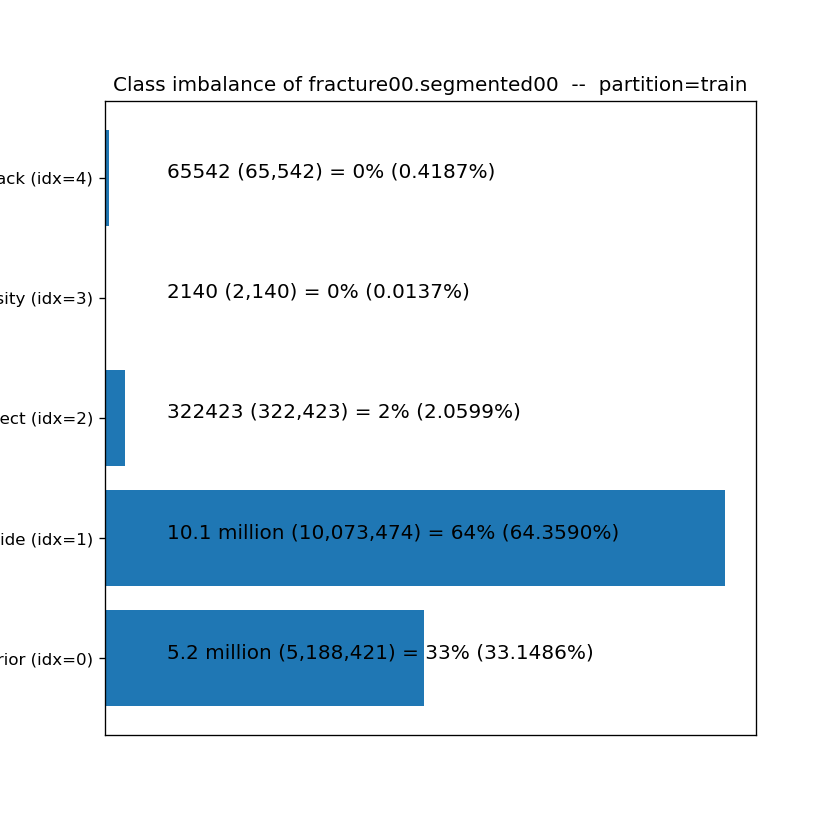 Class imbalance of fracture00.segmented00 -- partition=train
ack (idx=4) 65542 (65,542) = 0% (0.4187%)
sity (idx=3) 2140 (2,140) = 0% (0.0137%)
ect (idx=2) 322423 (322,423) = 2% (2.0599%)
ide (idx=1) 10.1 million (10,073,474) = 64% (64.3590%)
rior (idx=0) 5.2 million (5,188,421) = 33% (33.1486%)